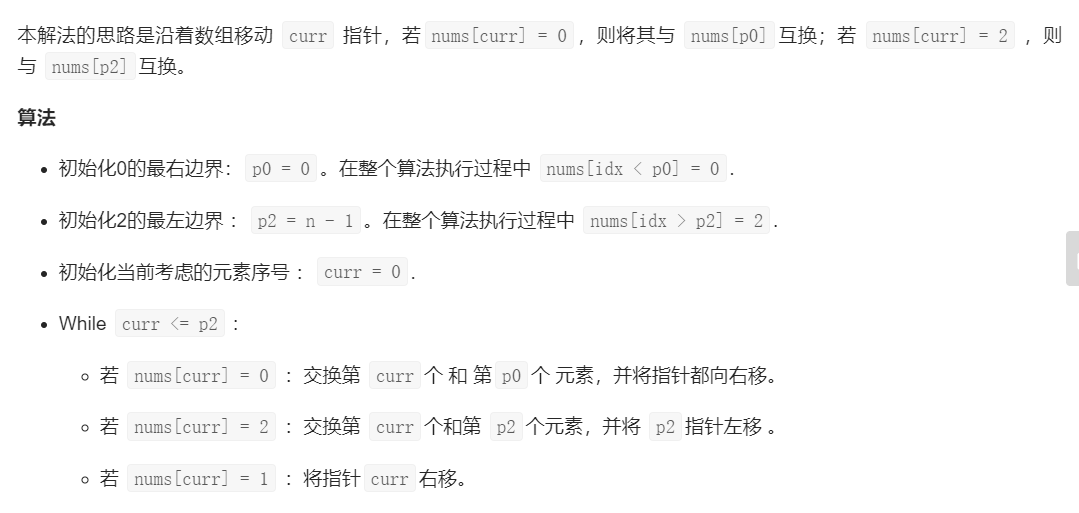 本解法的思路是沿着数组移动 curr 指针，若 nums[curr] = 0 ，则将其与 nums[p0] 互换；若 nums[curr] = 2 ，则
与 nums[p2] 互换。
算法
• 初始化0的最右边界： p0 = 0 。在整个算法执行过程中 nums[idx < p0] = 0 .
• 初始化2的最左边界 ： p2 = n - 1 。在整个算法执行过程中 nums[idx > p2] = 2 .
• 初始化当前考虑的元素序号 ： curr = 0 .
• While curr <= p2 :
◦ 若 nums[curr] = 0 ：交换第 curr 个 和 第 p0 个 元素，并将指针都向右移。
◦ 若 nums[curr] = 2 ：交换第 curr 个和第 p2 个元素，并将 p2 指针左移 。
◦ 若 nums[curr] = 1 ：将指针 curr 右移。